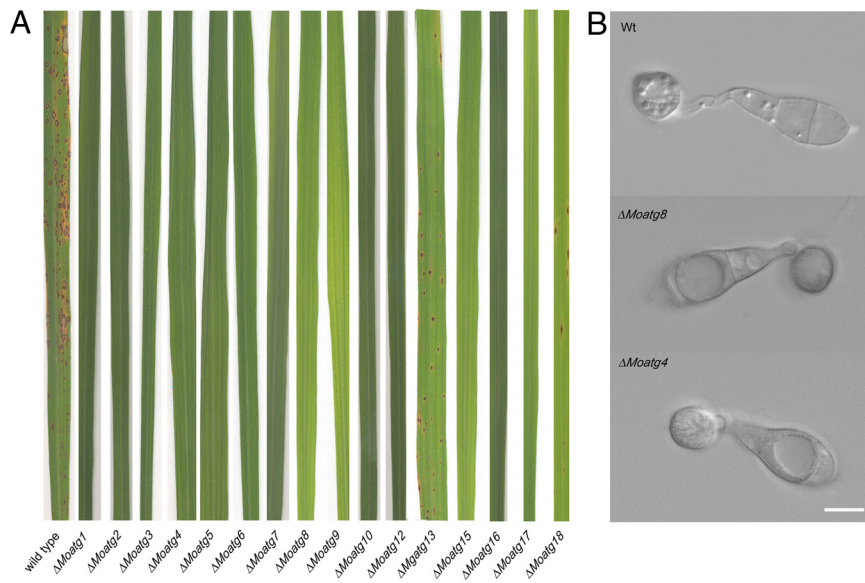 A
B
Wt
ΔMoatg8
ΔMoatg4
wild type
ΔMoatg1
ΔMoatg2
ΔMoatg3
ΔMoatg4
ΔMoatg5
ΔMoatg6
ΔMoatg7
ΔMoatg8
ΔMoatg9
ΔMoatg10
ΔMoatg12
ΔMgatg13
ΔMoatg15
ΔMoatg16
ΔMoatg17
ΔMoatg18